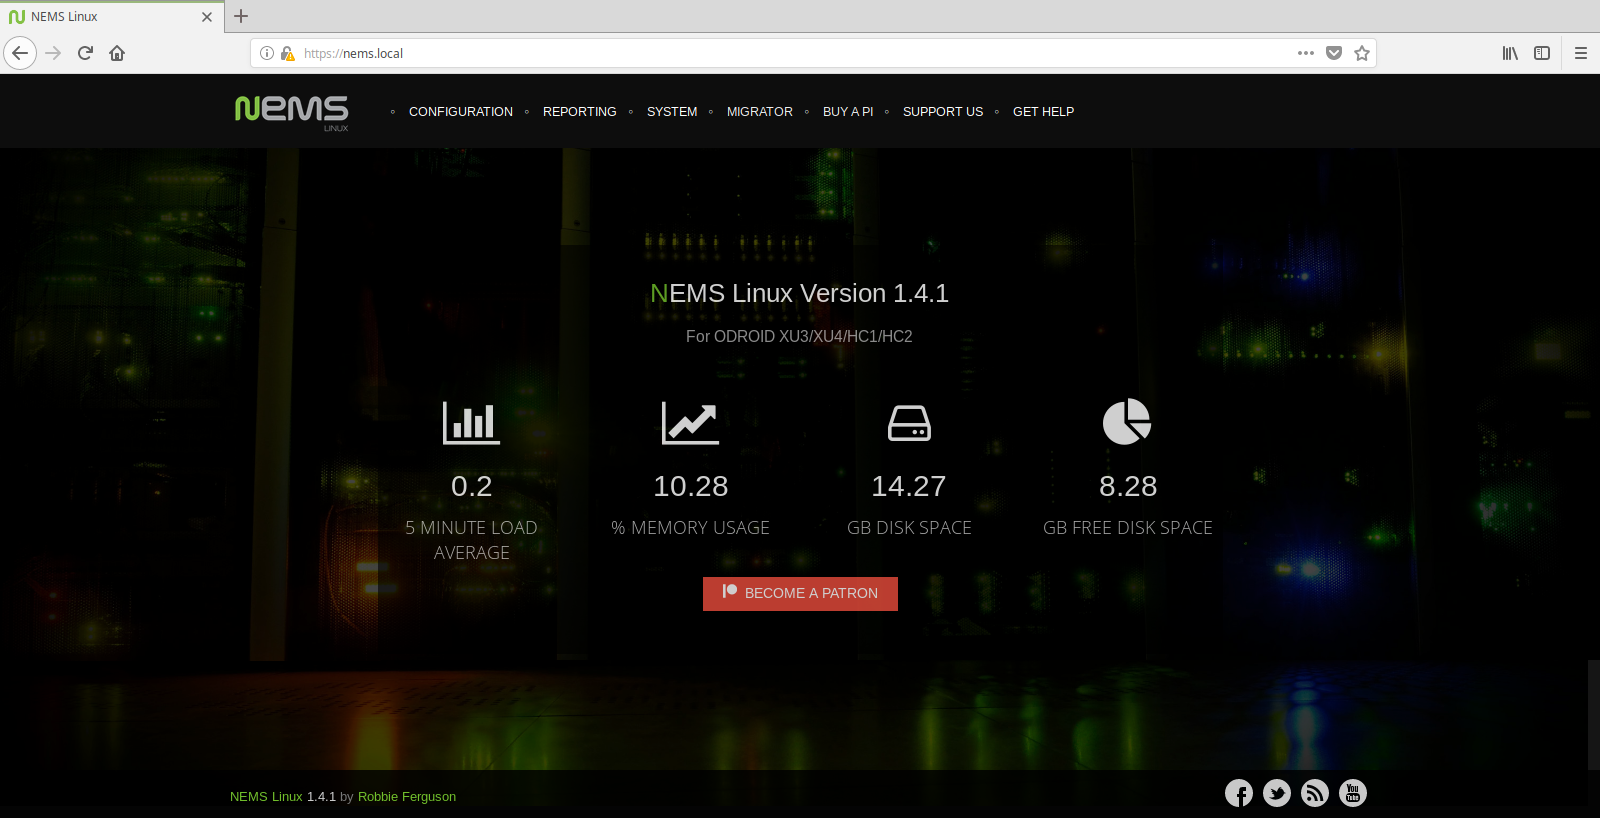 NEMS Linux
https://nems.local
NEMS
LINUX
CONFIGURATION
REPORTING
SYSTEM
MIGRATOR
BUY A PI
SUPPORT US
GET HELP
NEMS Linux Version 1.4.1
For ODROID XU3/XU4/HC1/HC2
0.2
5 MINUTE LOAD
AVERAGE
10.28
% MEMORY USAGE
14.27
GB DISK SPACE
8.28
GB FREE DISK SPACE
BECOME A PATRON
NEMS Linux 1.4.1 by Robbie Ferguson
You
Tube